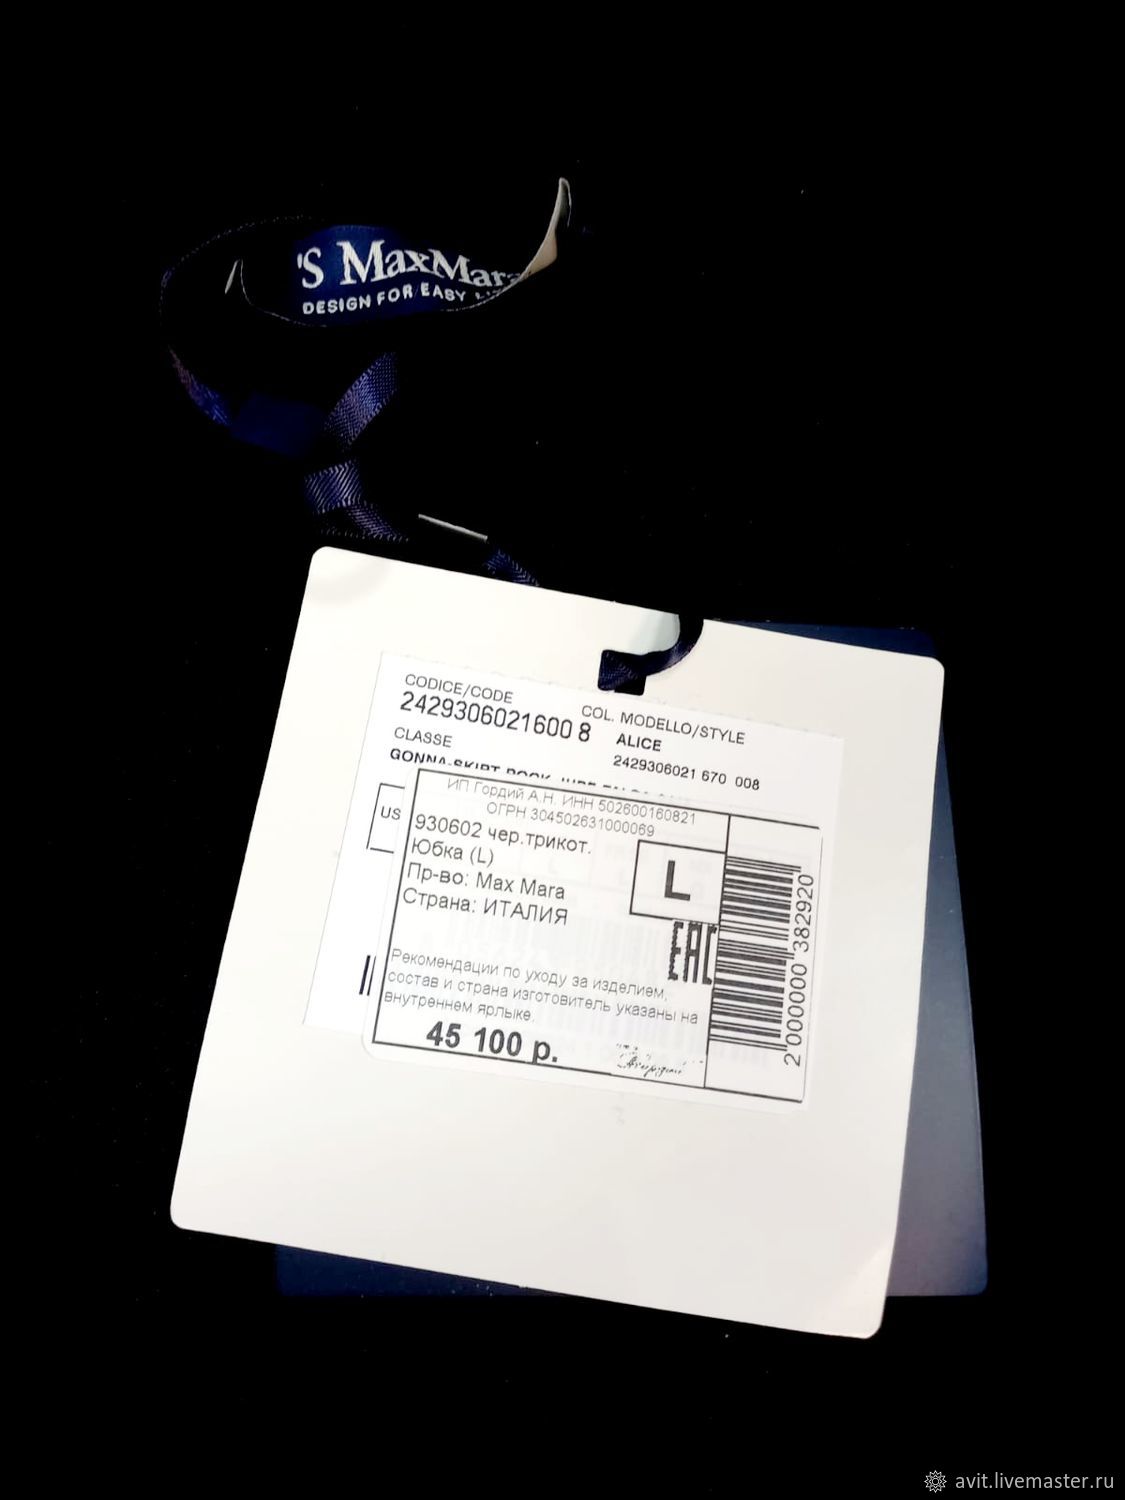 'S MaxMara
DESIGN FOR EASY
CODICE/CODE
2429306021600 8
COL. MODELLO/STYLE
ALICE
2429306021 670 008
CLASSE
GONNA-SKIRT
US
ИП Гордий А.Н. ИНН 502600160821
ОГРН 304502631000069
930602 чер.трикот.
Юбка (L)
Пр-во: Max Mara
Страна: ИТАЛИЯ
L
EAC
Рекомендации по уходу за изделием,
состав и страна изготовитель указаны на
внутреннем ярлыке.
45 100 р.
2 000000 382920
avit.livemaster.ru